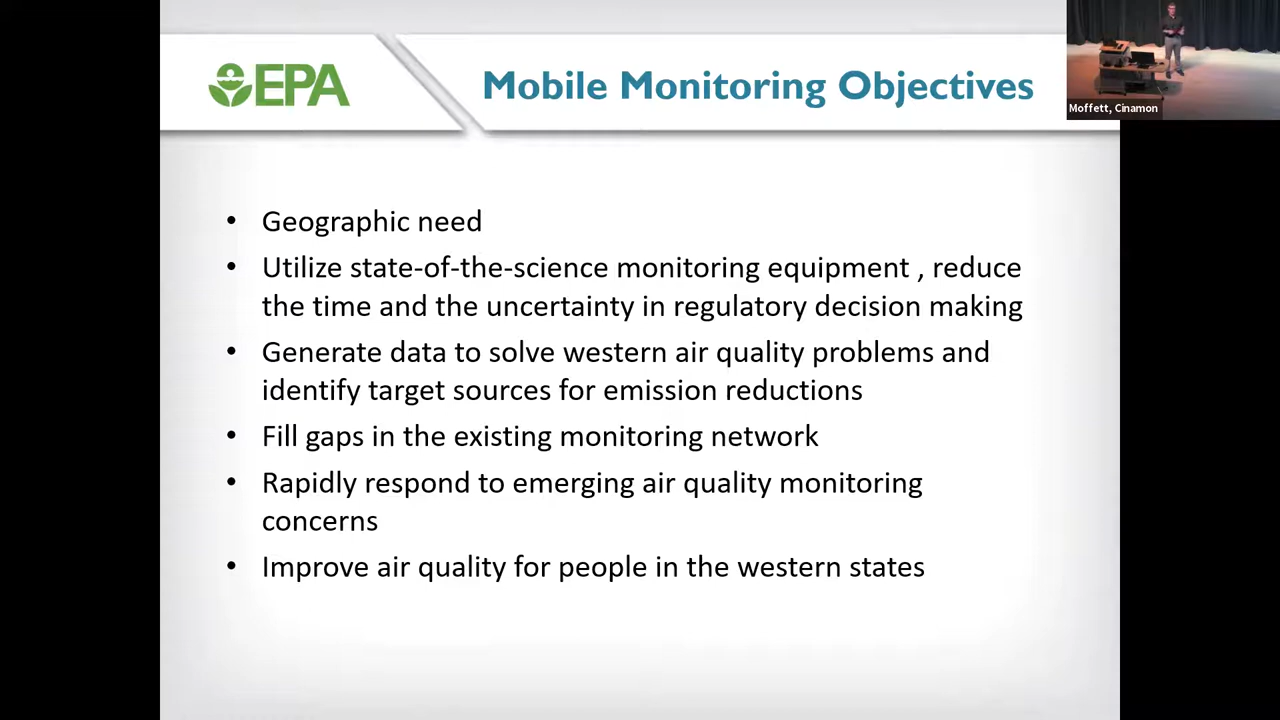 EPA
Mobile Monitoring Objectives
Moffett, Cinamon
• Geographic need
• Utilize state-of-the-science monitoring equipment , reduce
the time and the uncertainty in regulatory decision making
• Generate data to solve western air quality problems and
identify target sources for emission reductions
• Fill gaps in the existing monitoring network
• Rapidly respond to emerging air quality monitoring
concerns
• Improve air quality for people in the western states